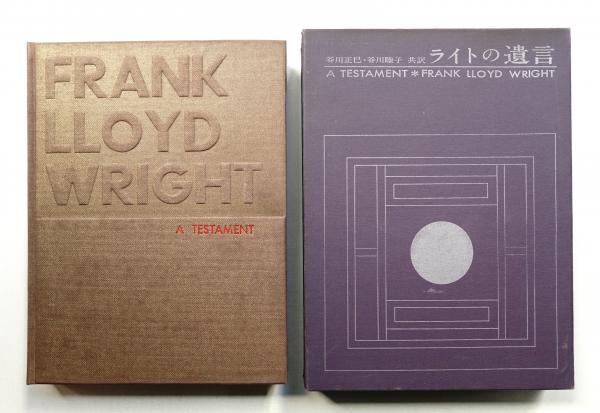 FRANK
LLOYD
WRIGHT
A TESTAMENT
谷川正己・谷川睦子 共訳 ライトの遺言
A TESTAMENT＊FRANK LLOYD WRIGHT